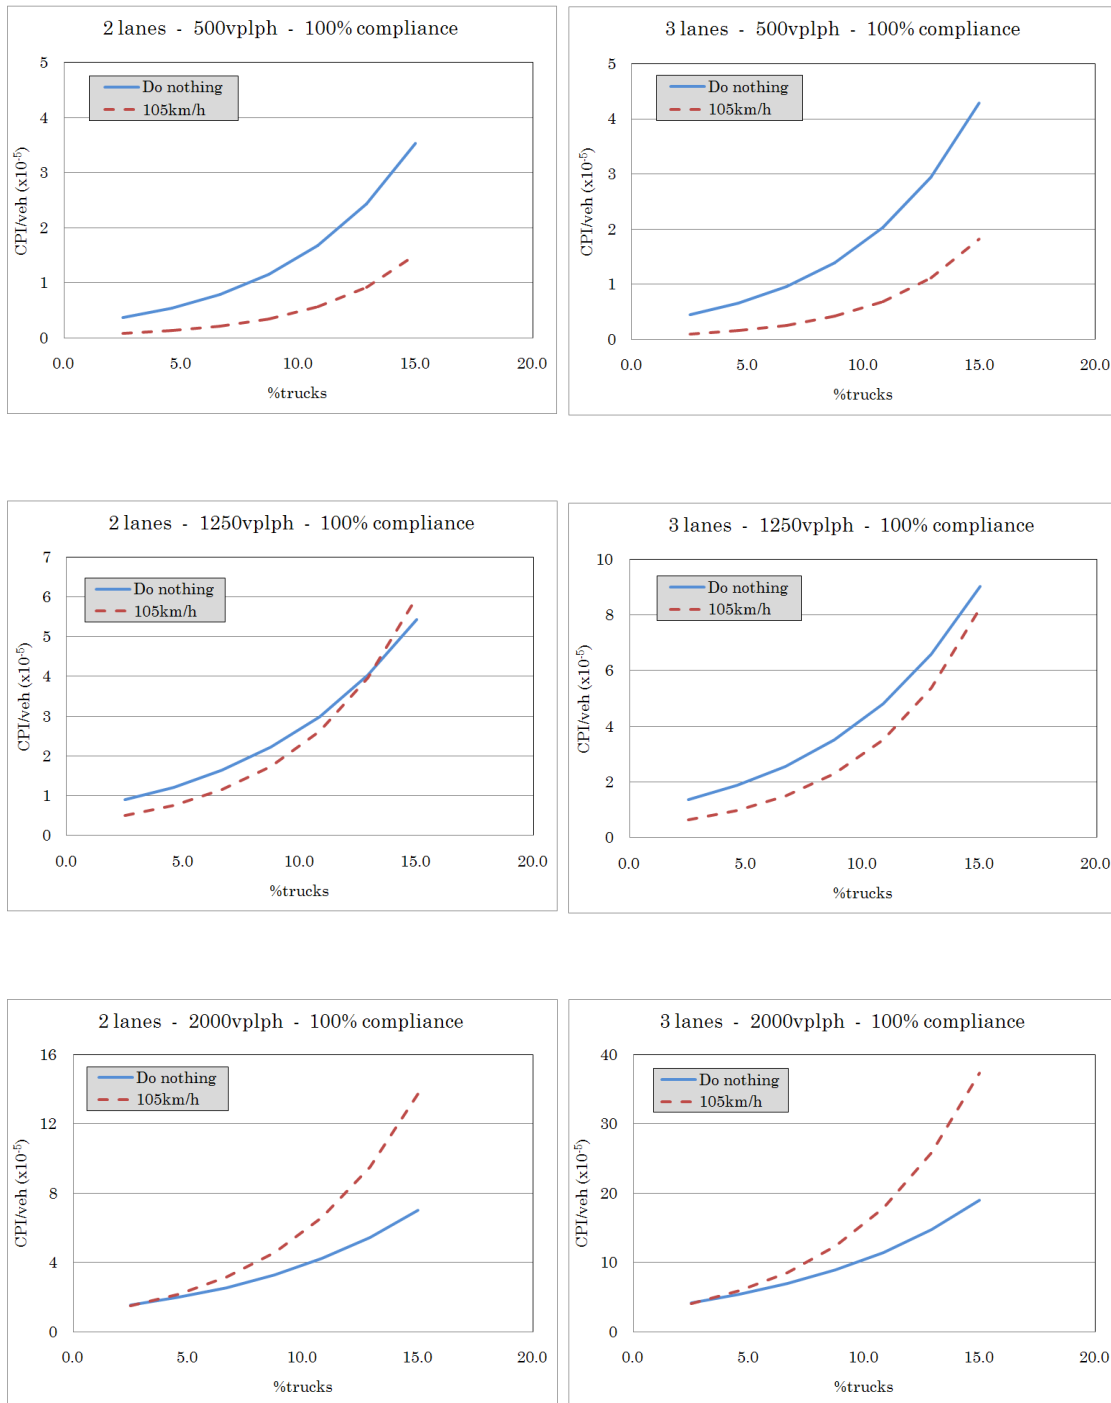 2 lanes - 500vplph - 100% compliance
5
4
3
2
1
0
CPI/veh (x10-5)
Do nothing
105km/h
0.0 5.0 10.0 15.0 20.0
%trucks
3 lanes - 500vplph - 100% compliance
5
4
3
2
1
0
CPI/veh (x10-5)
Do nothing
105km/h
0.0 5.0 10.0 15.0 20.0
%trucks
2 lanes - 1250vplph - 100% compliance
7
6
5
4
3
2
1
0
CPI/veh (x10-5)
Do nothing
105km/h
0.0 5.0 10.0 15.0 20.0
%trucks
3 lanes - 1250vplph - 100% compliance
10
8
6
4
2
0
CPI/veh (x10-5)
Do nothing
105km/h
0.0 5.0 10.0 15.0 20.0
%trucks
2 lanes - 2000vplph - 100% compliance
16
12
8
4
0
CPI/veh (x10-5)
Do nothing
105km/h
0.0 5.0 10.0 15.0 20.0
%trucks
3 lanes - 2000vplph - 100% compliance
40
30
20
10
0
CPI/veh (x10-5)
Do nothing
105km/h
0.0 5.0 10.0 15.0 20.0
%trucks